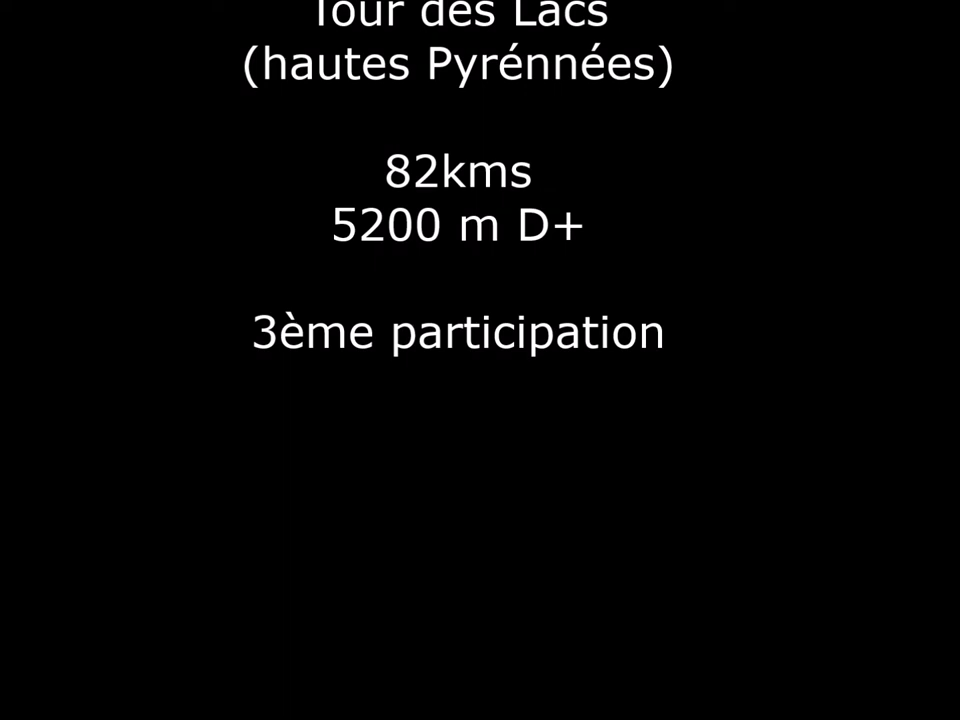 Tour des Lacs
(hautes Pyrénnées)
82kms
5200 m D+
3ème participation